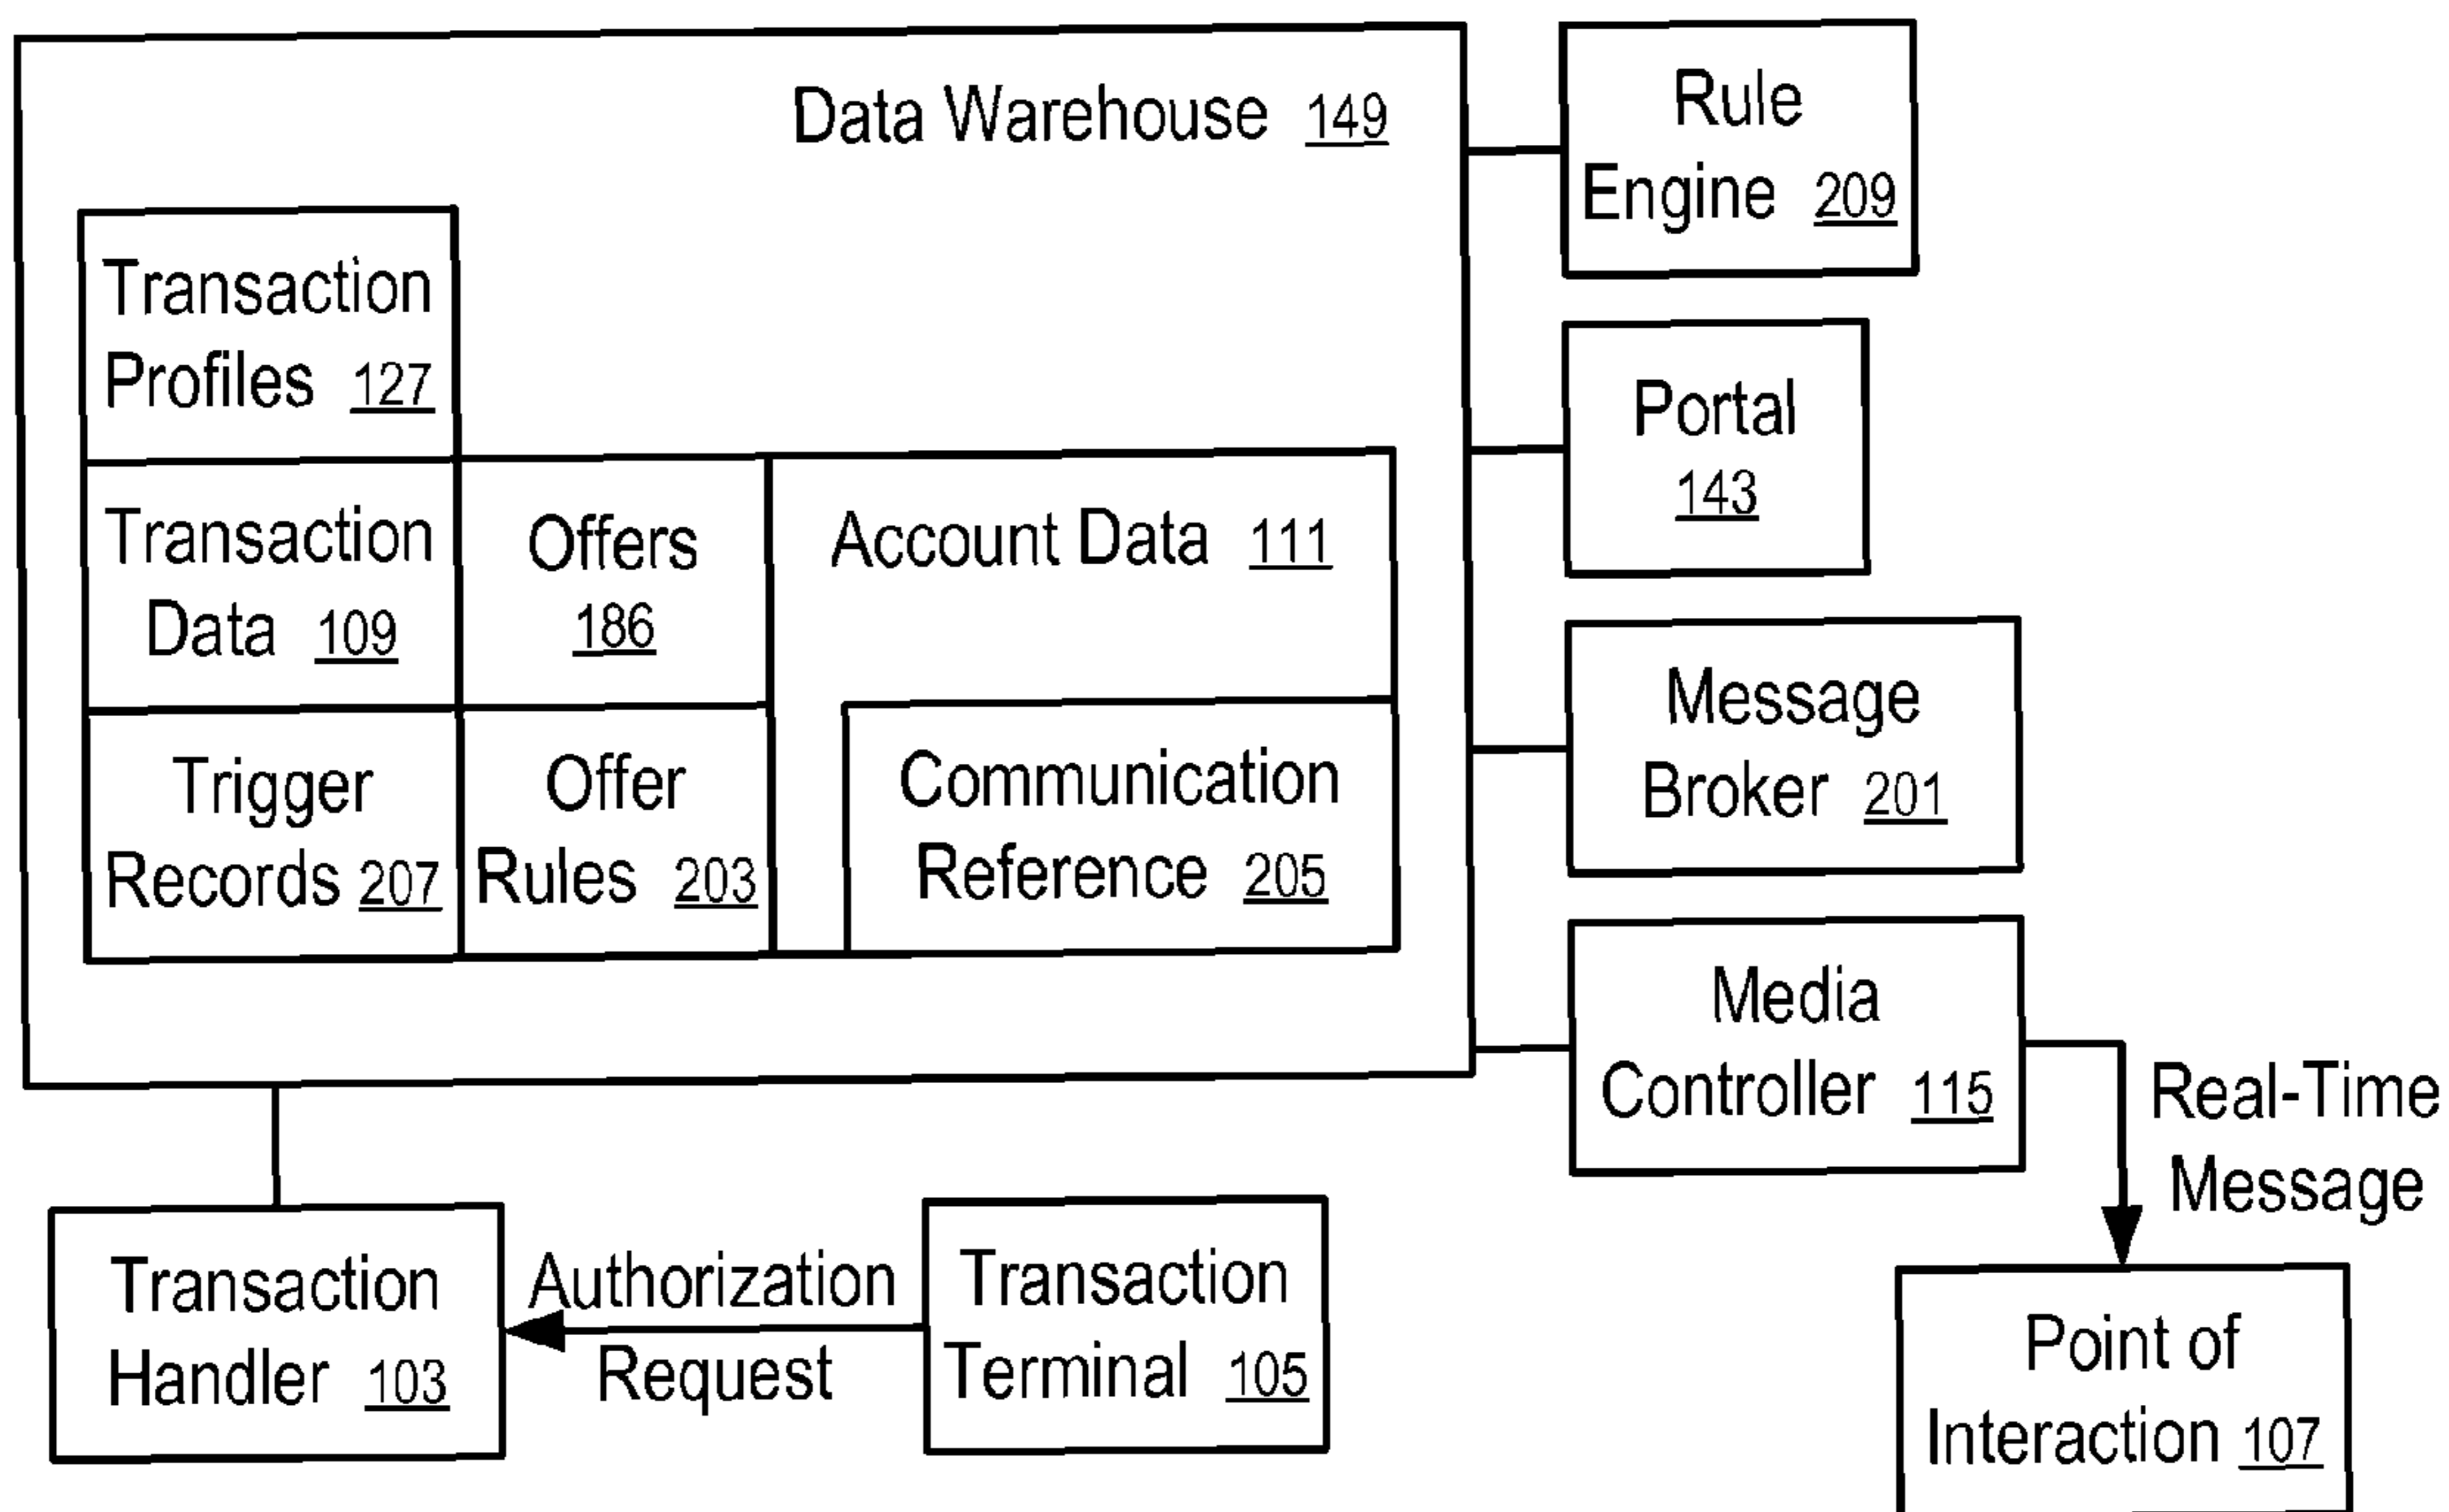 Data Warehouse 149
Rule
Engine 209
Transaction
Profiles 127
Portal
143
Transaction
Data 109
Offers
186
Account Data 111
Message
Broker 201
Trigger
Records 207
Offer
Rules 203
Communication
Reference 205
Media
Controller 115
Real-Time
Message
Transaction
Handler 103
Authorization
Request
Transaction
Terminal 105
Point of
Interaction 107